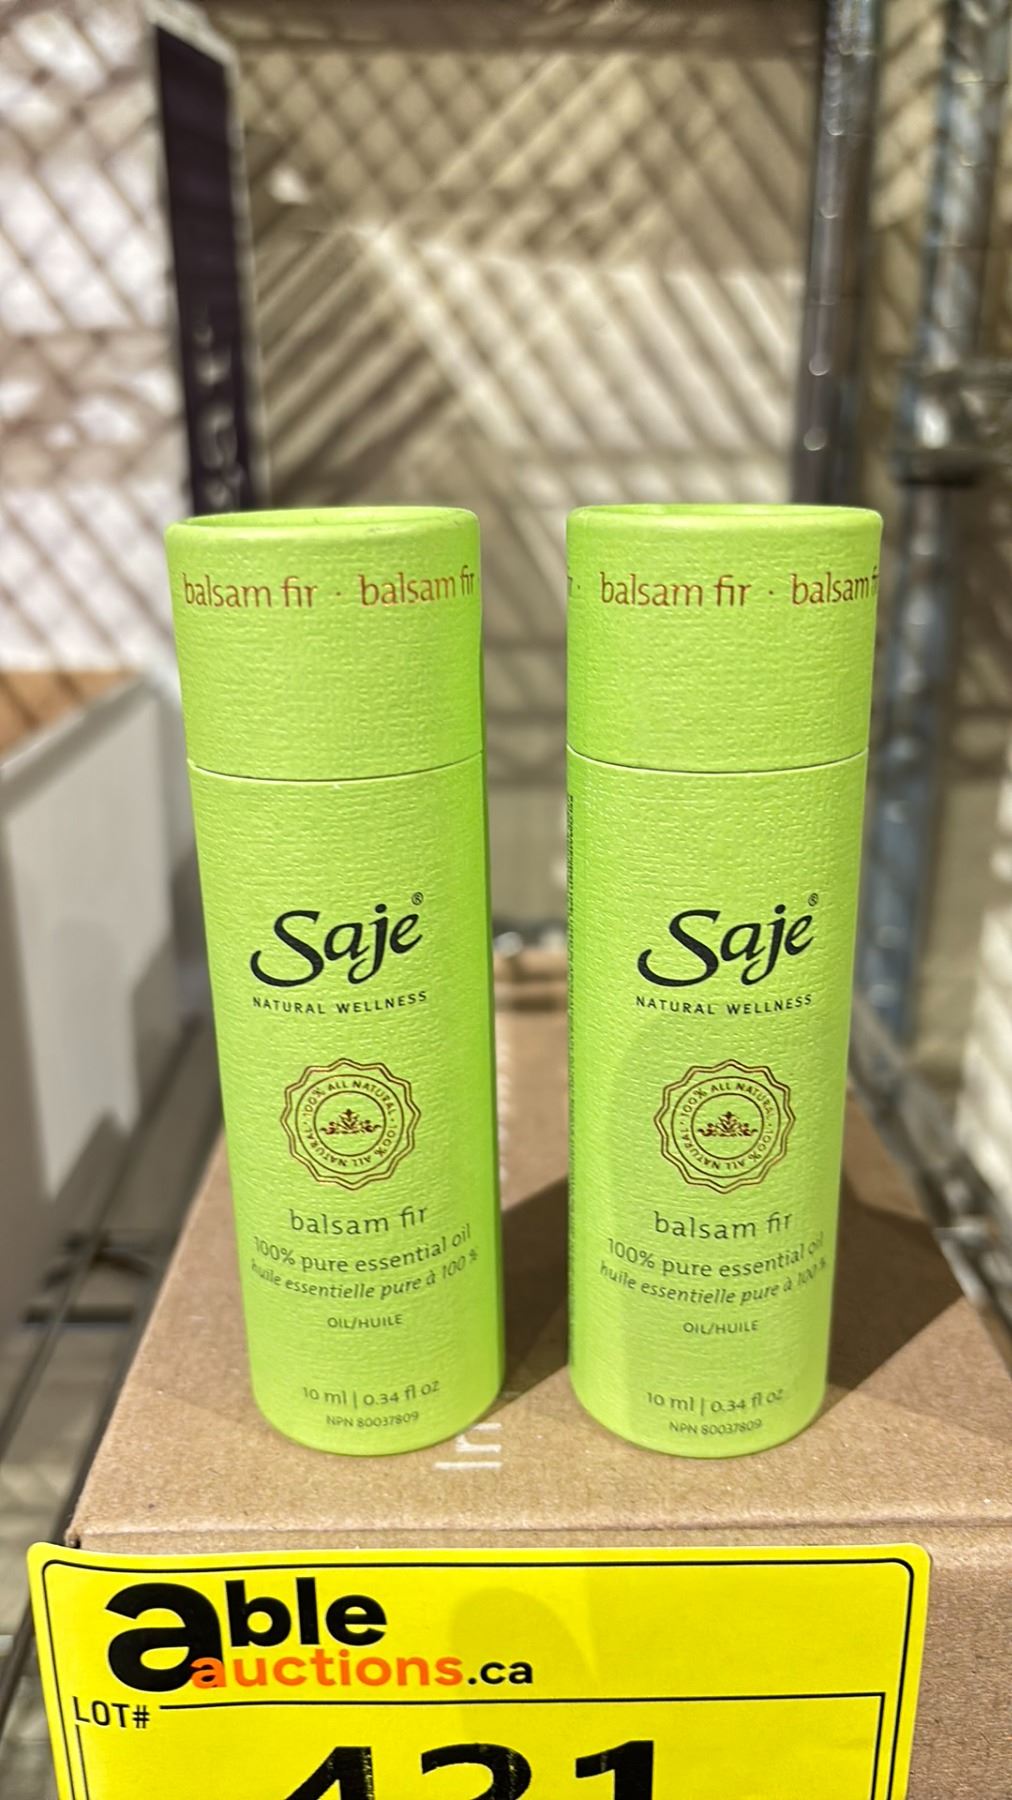 balsam fir · balsam fir
· balsam fir · balsam
Saje®
NATURAL WELLNESS
100% ALL NATURAL · 100% ALL NATURAL ·
balsam fir
100% pure essential oil
huile essentielle pure à 100 %
OIL/HUILE
10 ml | 0.34 fl oz
NPN 80037809
Saje®
NATURAL WELLNESS
100% ALL NATURAL · 100% ALL NATURAL ·
balsam fir
100% pure essential oil
huile essentielle pure à 100 %
OIL/HUILE
10 ml | 0.34 fl oz
NPN 80037809
able
auctions.ca
LOT#
421